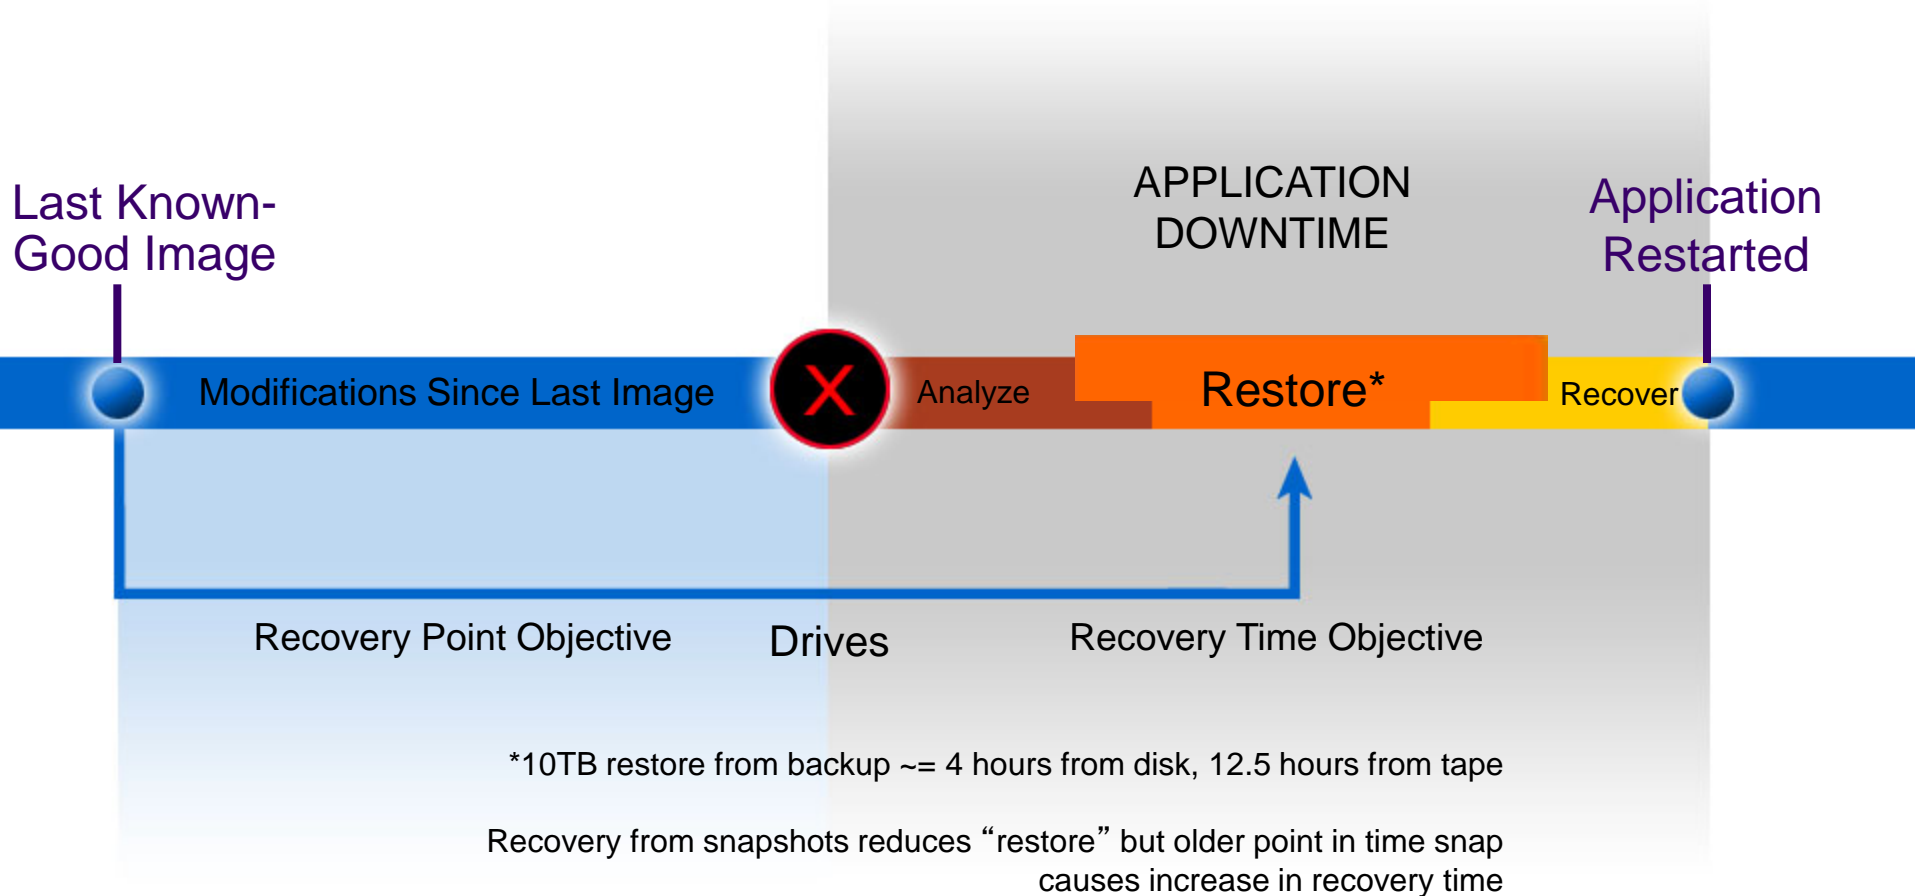 Last Known-
Good Image
APPLICATION
DOWNTIME
Application
Restarted
Modifications Since Last Image
X
Analyze
Restore*
Recover
Recovery Point Objective
Drives
Recovery Time Objective
*10TB restore from backup ~= 4 hours from disk, 12.5 hours from tape
Recovery from snapshots reduces “restore” but older point in time snap
causes increase in recovery time